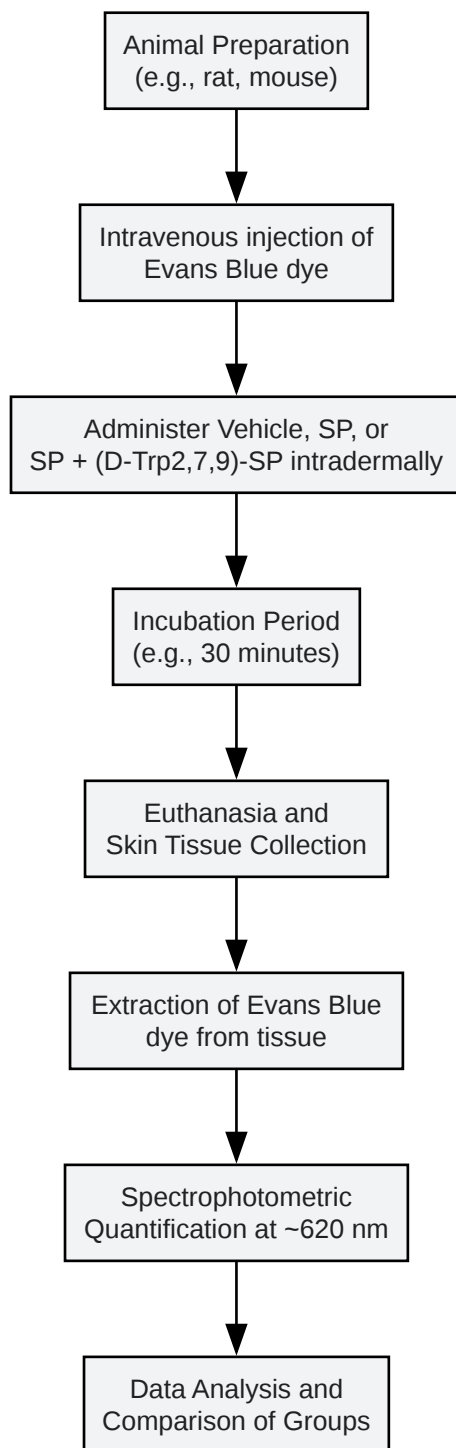 Animal Preparation
(e.g., rat, mouse)
Intravenous injection of
Evans Blue dye
Administer Vehicle, SP, or
SP + (D-Trp2,7,9)-SP intradermally
Incubation Period
(e.g., 30 minutes)
Euthanasia and
Skin Tissue Collection
Extraction of Evans Blue
dye from tissue
Spectrophotometric
Quantification at ~620 nm
Data Analysis and
Comparison of Groups